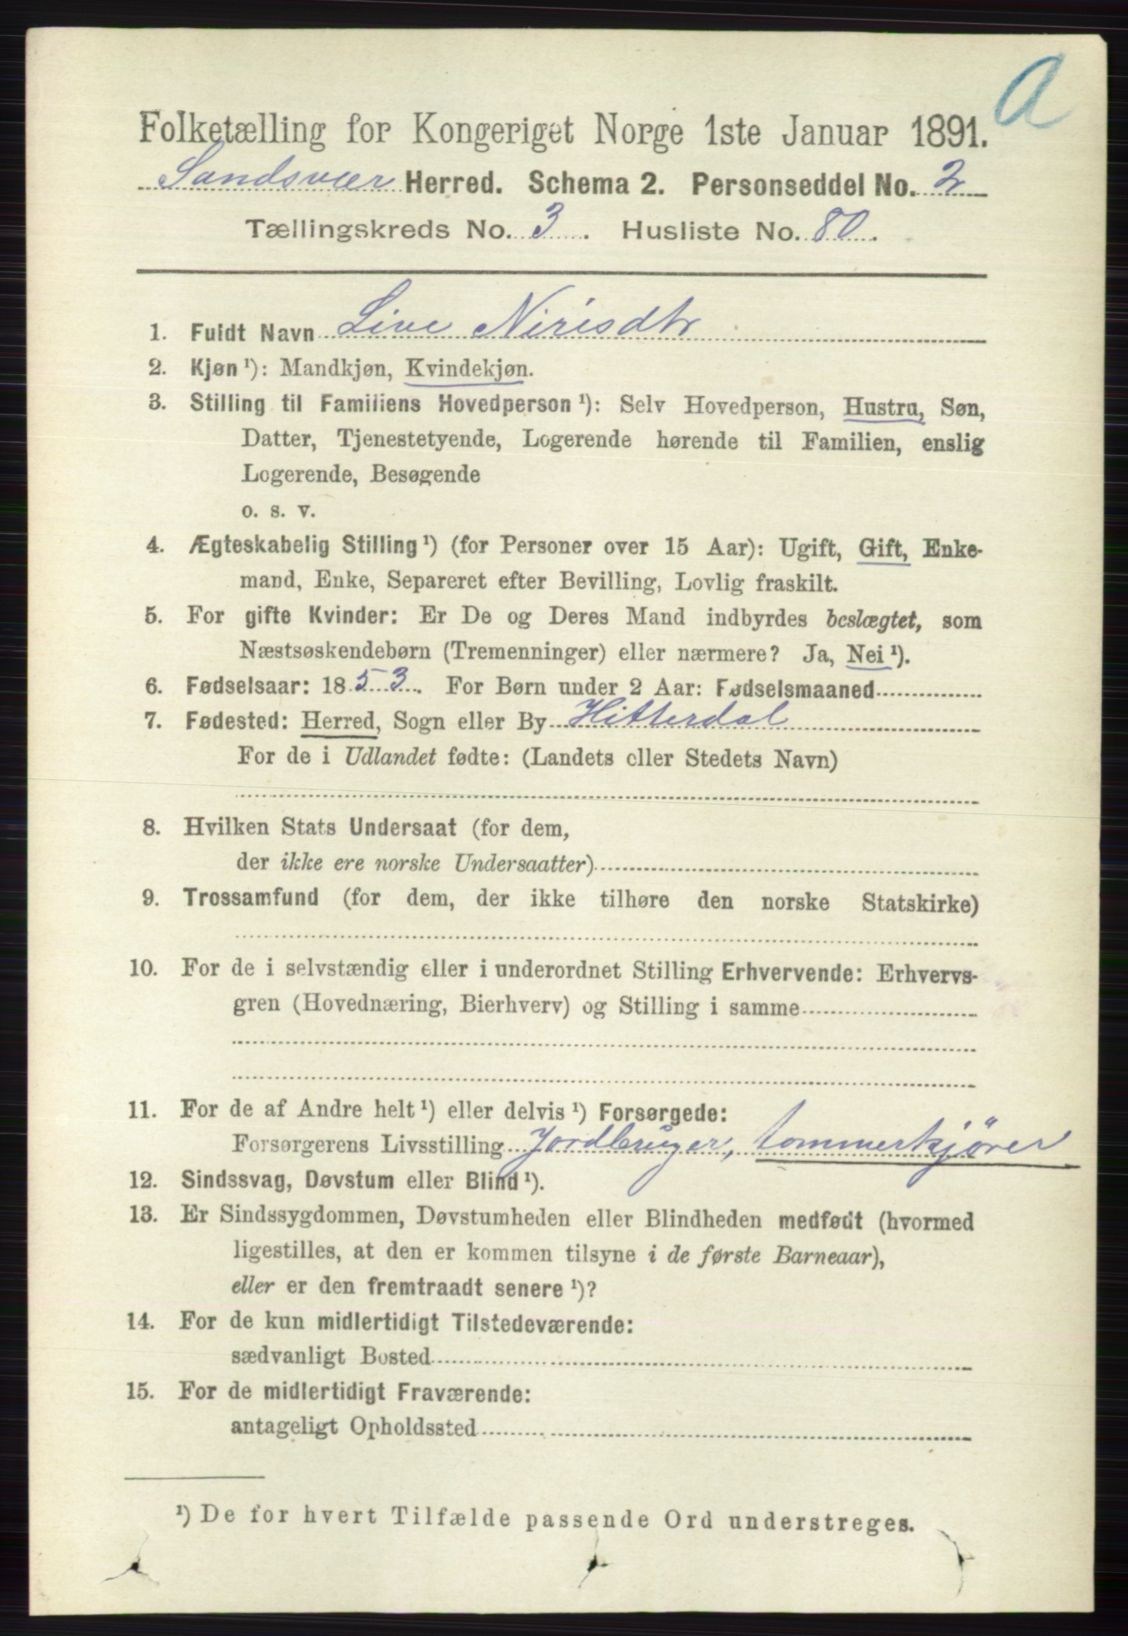 A
Folketælling for Kongeriget Norge 1ste Januar 1891.
Sandsvær Herred. Schema 2. Personseddel No. 2
Tællingskreds No. 3. Husliste No. 80.
1. Fuldt Navn Live Nirisdtr
2. Kjøn ¹): Mandkjøn, Kvindekjøn.
3. Stilling til Familiens Hovedperson ¹): Selv Hovedperson, Hustru, Søn,
Datter, Tjenestetyende, Logerende hørende til Familien, enslig
Logerende, Besøgende
o. s. v.
4. Ægteskabelig Stilling ¹) (for Personer over 15 Aar): Ugift, Gift, Enke-
mand, Enke, Separeret efter Bevilling, Lovlig fraskilt.
5. For gifte Kvinder: Er De og Deres Mand indbyrdes beslægtet, som
Næstsøskendebørn (Tremenninger) eller nærmere? Ja, Nei ¹).
6. Fødselsaar: 1853. For Børn under 2 Aar: Fødselsmaaned
7. Fødested: Herred, Sogn eller By Hitterdal
For de i Udlandet fødte: (Landets eller Stedets Navn)
8. Hvilken Stats Undersaat (for dem,
der ikke ere norske Undersaatter)
9. Trossamfund (for dem, der ikke tilhøre den norske Statskirke)
10. For de i selvstændig eller i underordnet Stilling Erhvervende: Erhvervs-
gren (Hovednæring, Bierhverv) og Stilling i samme
11. For de af Andre helt ¹) eller delvis ¹) Forsørgede:
Forsørgerens Livsstilling Jordbruger, tømmerkjører
12. Sindssvag, Døvstum eller Blind ¹).
13. Er Sindssygdommen, Døvstumheden eller Blindheden medfødt (hvormed
ligestilles, at den er kommen tilsyne i de første Barneaar),
eller er den fremtraadt senere ¹)?
14. For de kun midlertidigt Tilstedeværende:
sædvanligt Bosted
15. For de midlertidigt Fraværende:
antageligt Opholdssted
¹) De for hvert Tilfælde passende Ord understreges.